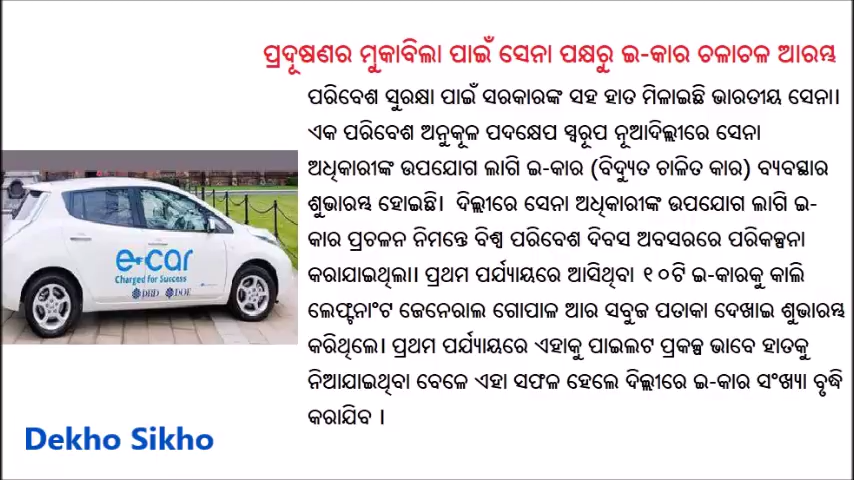 ପ୍ରଦୂଷଣର ମୁକାବିଲା ପାଇଁ ସେନା ପକ୍ଷରୁ ଇ-କାର ଚଳାଚଳ ଆରମ୍ଭ
ପରିବେଶ ସୁରକ୍ଷା ପାଇଁ ସରକାରଙ୍କ ସହ ହାତ ମିଳାଇଛି ଭାରତୀୟ ସେନା।
ଏକ ପରିବେଶ ଅନୁକୂଳ ପଦକ୍ଷେପ ସ୍ୱରୂପ ନୂଆଦିଲ୍ଲୀରେ ସେନା
ଅଧିକାରୀଙ୍କ ଉପଯୋଗ ଲାଗି ଇ-କାର (ବିଦ୍ୟୁତ ଚାଳିତ କାର) ବ୍ୟବସ୍ଥାର
ଶୁଭାରମ୍ଭ ହୋଇଛି। ଦିଲ୍ଲୀରେ ସେନା ଅଧିକାରୀଙ୍କ ଉପଯୋଗ ଲାଗି ଇ-
କାର ପ୍ରଚଳନ ନିମନ୍ତେ ବିଶ୍ୱ ପରିବେଶ ଦିବସ ଅବସରରେ ପରିକଳ୍ପନା
କରାଯାଇଥିଲା। ପ୍ରଥମ ପର୍ଯ୍ୟାୟରେ ଆସିଥିବା ୧୦ଟି ଇ-କାରକୁ କାଲି
ଲେଫ୍ଟନାଂଟ ଜେନେରାଲ ଗୋପାଳ ଆର ସବୁଜ ପତାକା ଦେଖାଇ ଶୁଭାରମ୍ଭ
କରିଥିଲେ। ପ୍ରଥମ ପର୍ଯ୍ୟାୟରେ ଏହାକୁ ପାଇଲଟ ପ୍ରକଳ୍ପ ଭାବେ ହାତକୁ
ନିଆଯାଇଥିବା ବେଳେ ଏହା ସଫଳ ହେଲେ ଦିଲ୍ଲୀରେ ଇ-କାର ସଂଖ୍ୟା ବୃଦ୍ଧି
କରାଯିବ ।
e-car
Charged for Success
Dekho Sikho